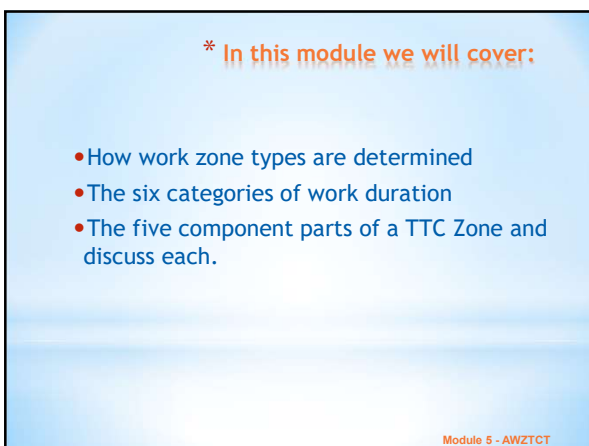 * In this module we will cover:
•How work zone types are determined
•The six categories of work duration
•The five component parts of a TTC Zone and
discuss each.
Module 5 - AWZTCT